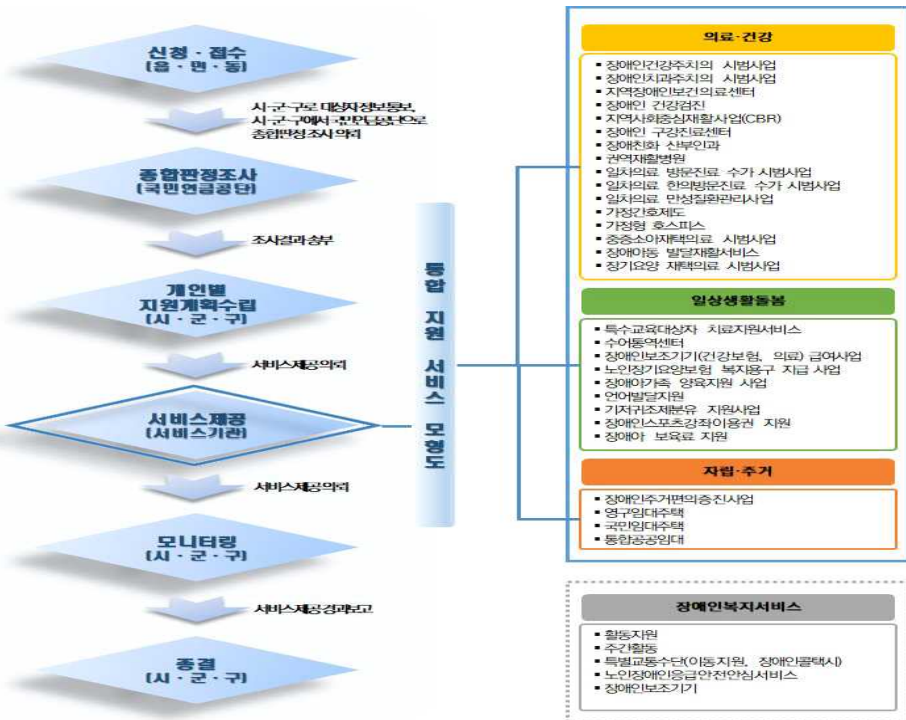 신청 · 접수
(읍 · 면 · 동)
시·군·구로 대상자 정보 통보,
시·군·구에서 국민연금공단으로
종합판정 조사 의뢰
종합판정조사
(국민연금공단)
조사결과 송부
개인별
지원계획수립
(시 · 군 · 구)
서비스제공 의뢰
서비스제공
(서비스기관)
서비스제공 의뢰
모니터링
(시 · 군 · 구)
서비스제공 경과보고
종결
(시 · 군 · 구)
통합 지원 서비스 모형도
의료·건강
▪ 장애인건강주치의 시범사업
▪ 장애인치과주치의 시범사업
▪ 지역장애인보건의료센터
▪ 장애인 건강검진
▪ 지역사회중심재활사업(CBR)
▪ 장애인 구강진료센터
▪ 장애친화 산부인과
▪ 권역재활병원
▪ 일차의료 방문진료 수가 시범사업
▪ 일차의료 한의방문진료 수가 시범사업
▪ 일차의료 만성질환관리사업
▪ 가정간호제도
▪ 가정형 호스피스
▪ 중증소아재택의료 시범사업
▪ 장애아동 발달재활서비스
▪ 장기요양 재택의료 시범사업
일상생활돌봄
▪ 특수교육대상자 치료지원서비스
▪ 수어통역센터
▪ 장애인보조기기(건강보험, 의료) 급여사업
▪ 노인장기요양보험 복지용구 지급 사업
▪ 장애아가족 양육지원 사업
▪ 언어발달지원
▪ 기저귀조제분유 지원사업
▪ 장애인스포츠강좌이용권 지원
▪ 장애아 보육료 지원
자립·주거
▪ 장애인주거편의증진사업
▪ 영구임대주택
▪ 국민임대주택
▪ 통합공공임대
장애인복지서비스
▪ 활동지원
▪ 주간활동
▪ 특별교통수단(이동지원, 장애인콜택시)
▪ 노인장애인응급안전안심서비스
▪ 장애인보조기기